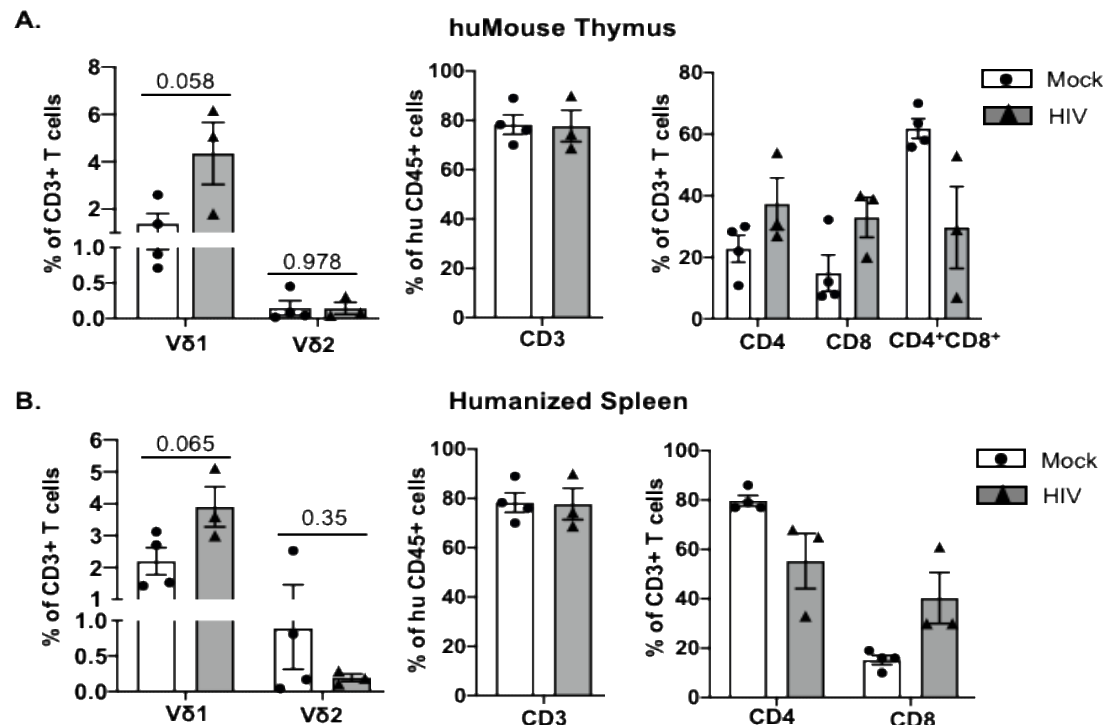 A.
huMouse Thymus
% of CD3+ T cells
8
6
4
2
1.0
0.5
0.0
0.058
0.978
Vδ1
Vδ2
% of hu CD45+ cells
100
80
60
40
20
0
CD3
% of CD3+ T cells
80
60
40
20
0
CD4
CD8
CD4⁺CD8⁺
Mock
HIV
B.
Humanized Spleen
% of CD3+ T cells
6
5
4
3
2
1
1.0
0.5
0.0
0.065
0.35
Vδ1
Vδ2
% of hu CD45+ cells
100
80
60
40
20
0
CD3
% of CD3+ T cells
100
80
60
40
20
0
CD4
CD8
Mock
HIV